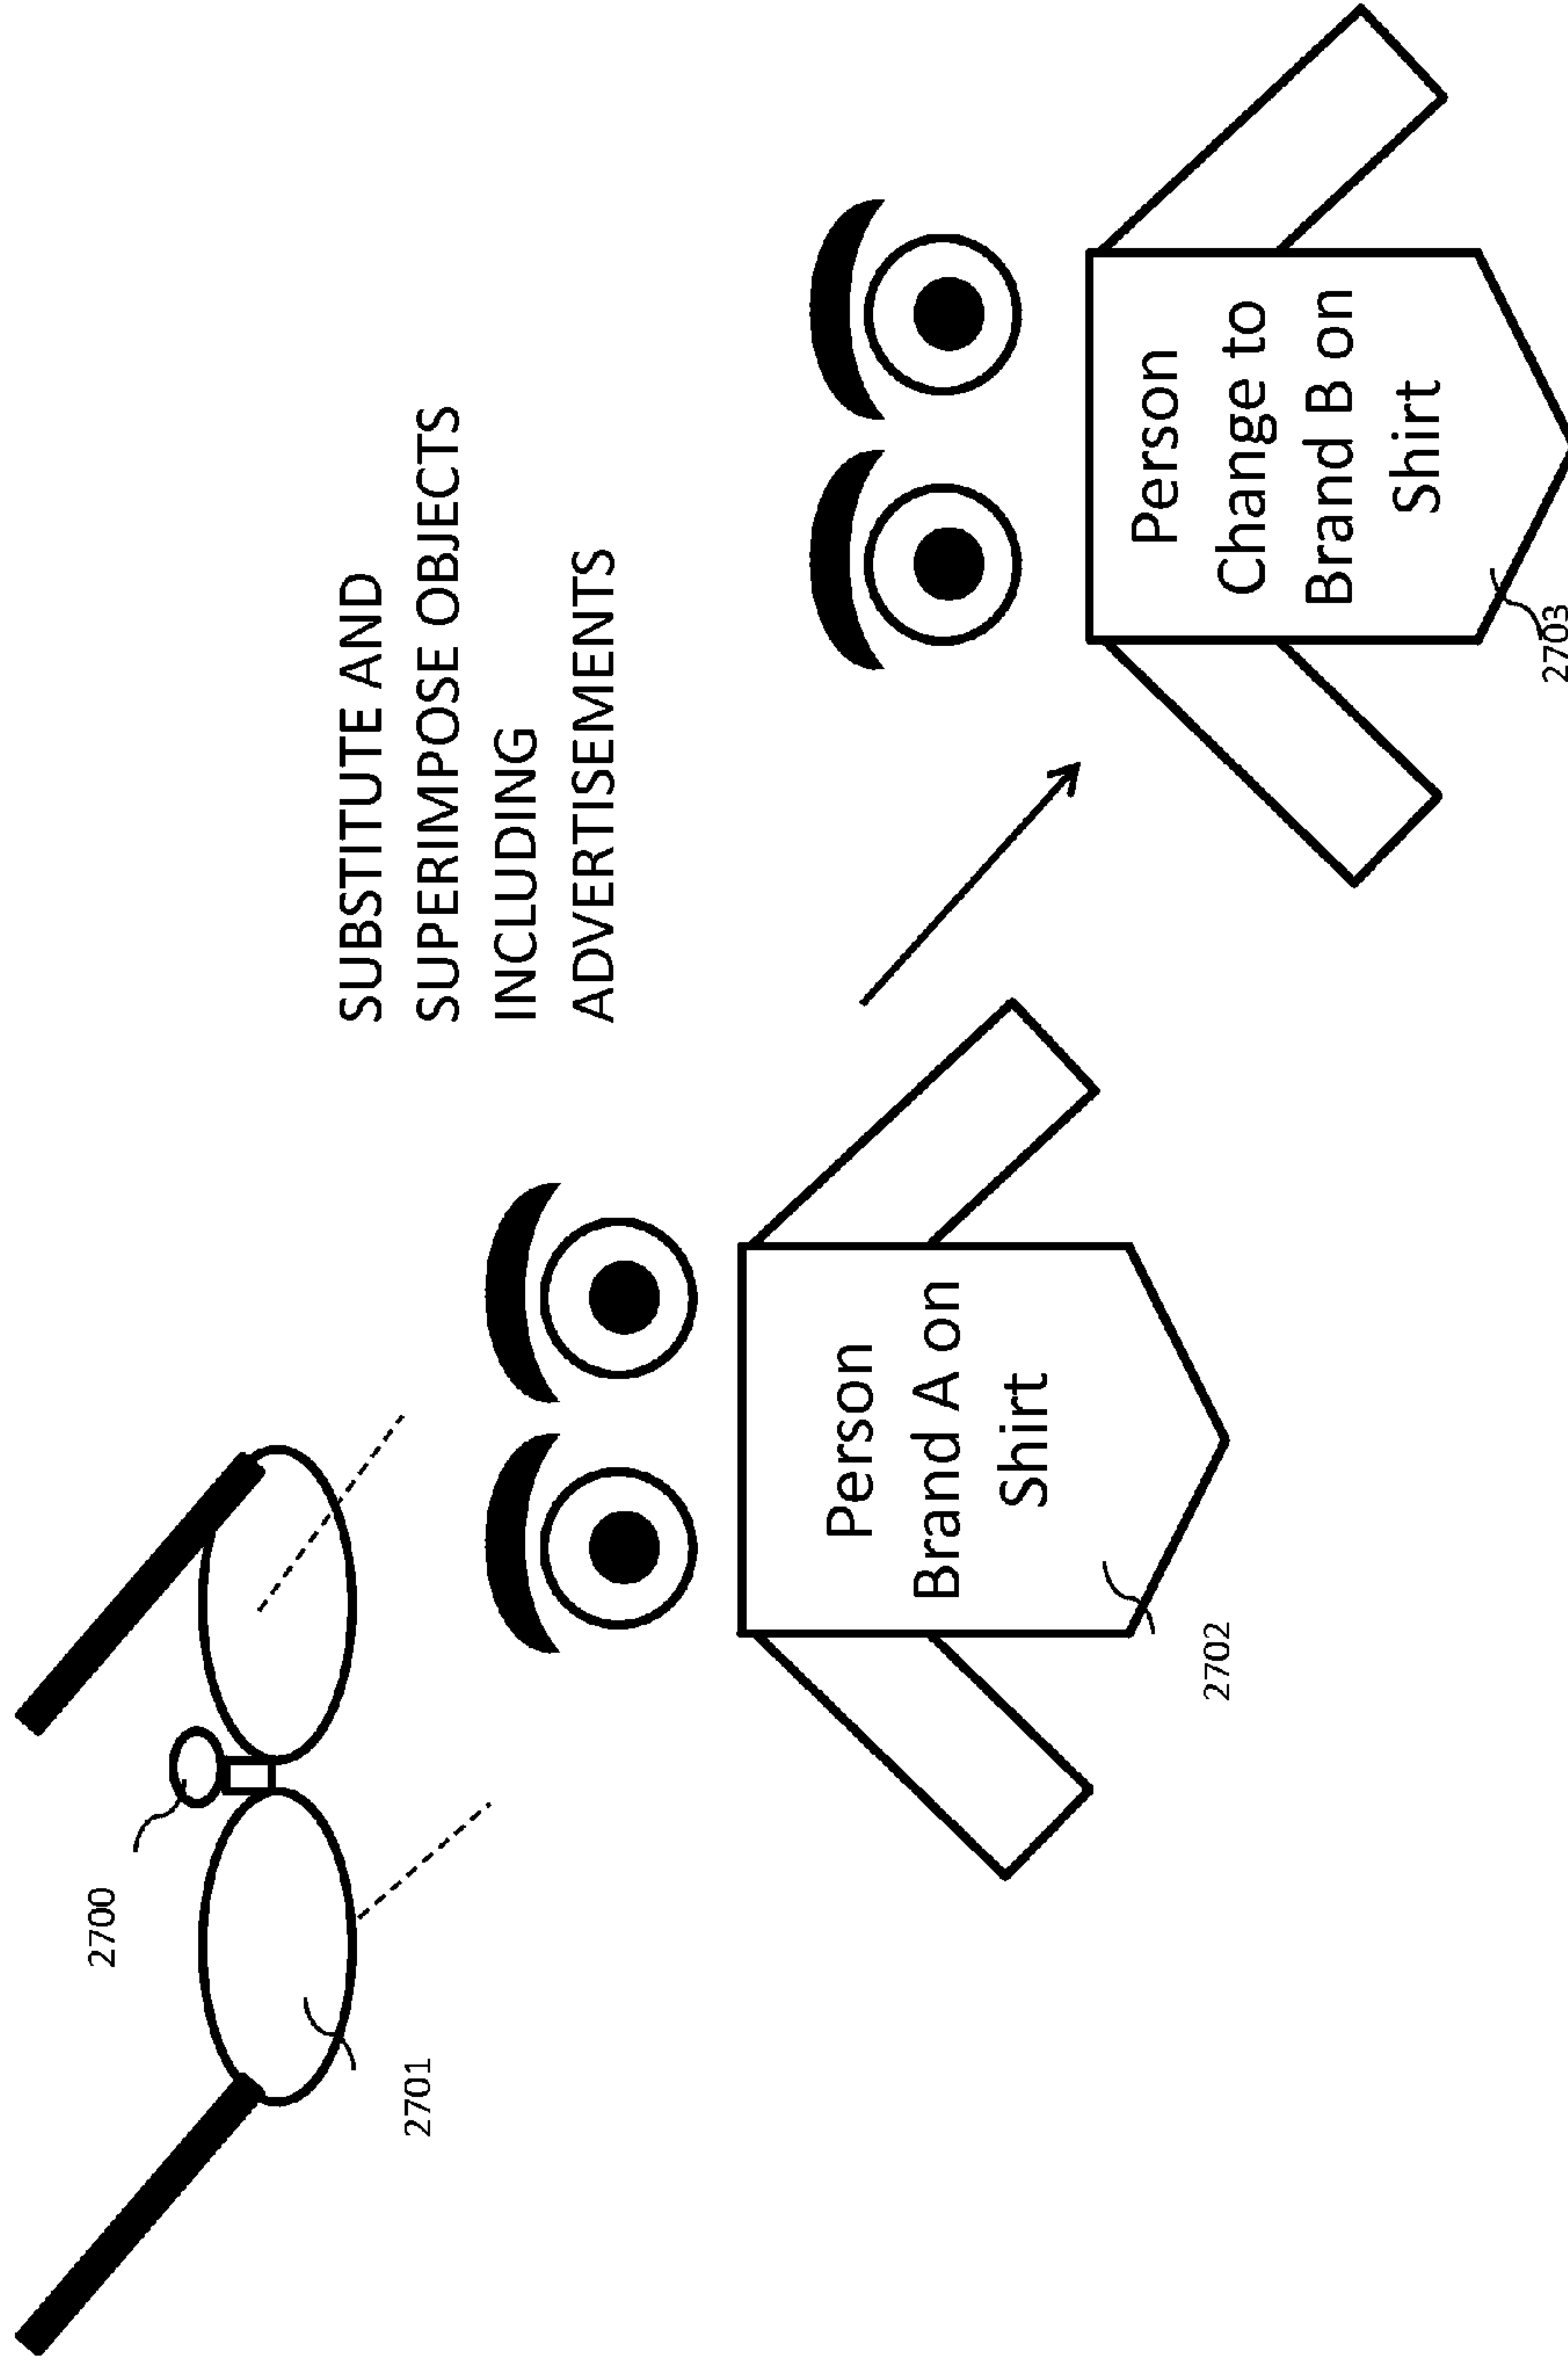 SUBSTITUTE AND
SUPERIMPOSE OBJECTS
INCLUDING
ADVERTISEMENTS
2700
2701
Person
Brand A on
Shirt
2702
Person
Change to
Brand B on
Shirt
2703